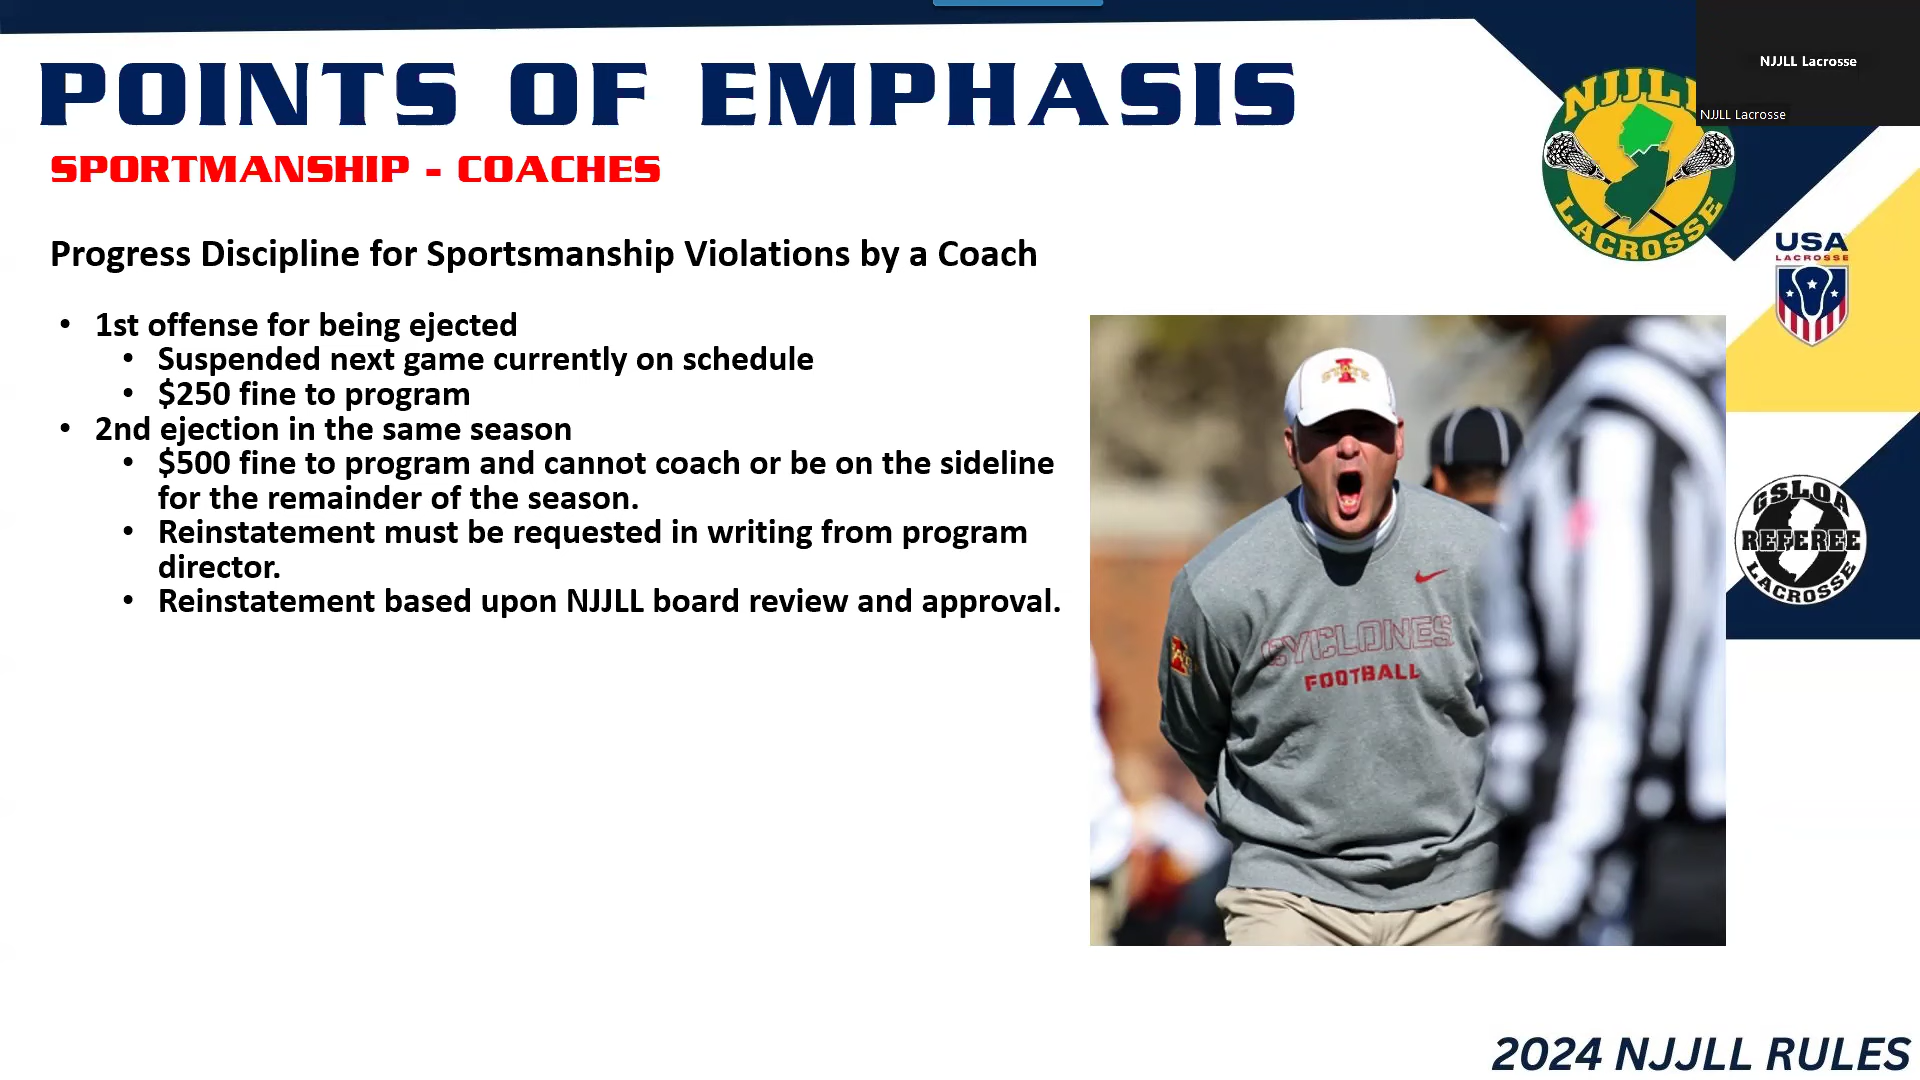 POINTS OF EMPHASIS
SPORTMANSHIP - COACHES
Progress Discipline for Sportsmanship Violations by a Coach
• 1st offense for being ejected
• Suspended next game currently on schedule
• $250 fine to program
• 2nd ejection in the same season
• $500 fine to program and cannot coach or be on the sideline
for the remainder of the season.
• Reinstatement must be requested in writing from program
director.
• Reinstatement based upon NJJLL board review and approval.
NJJLL
LACROSSE
NJJLL Lacrosse
NJJLL Lacrosse
USA
LACROSSE
GSLOA
REFEREE
LACROSSE
I
STATE
CYCLONES
FOOTBALL
2024 NJJLL RULES